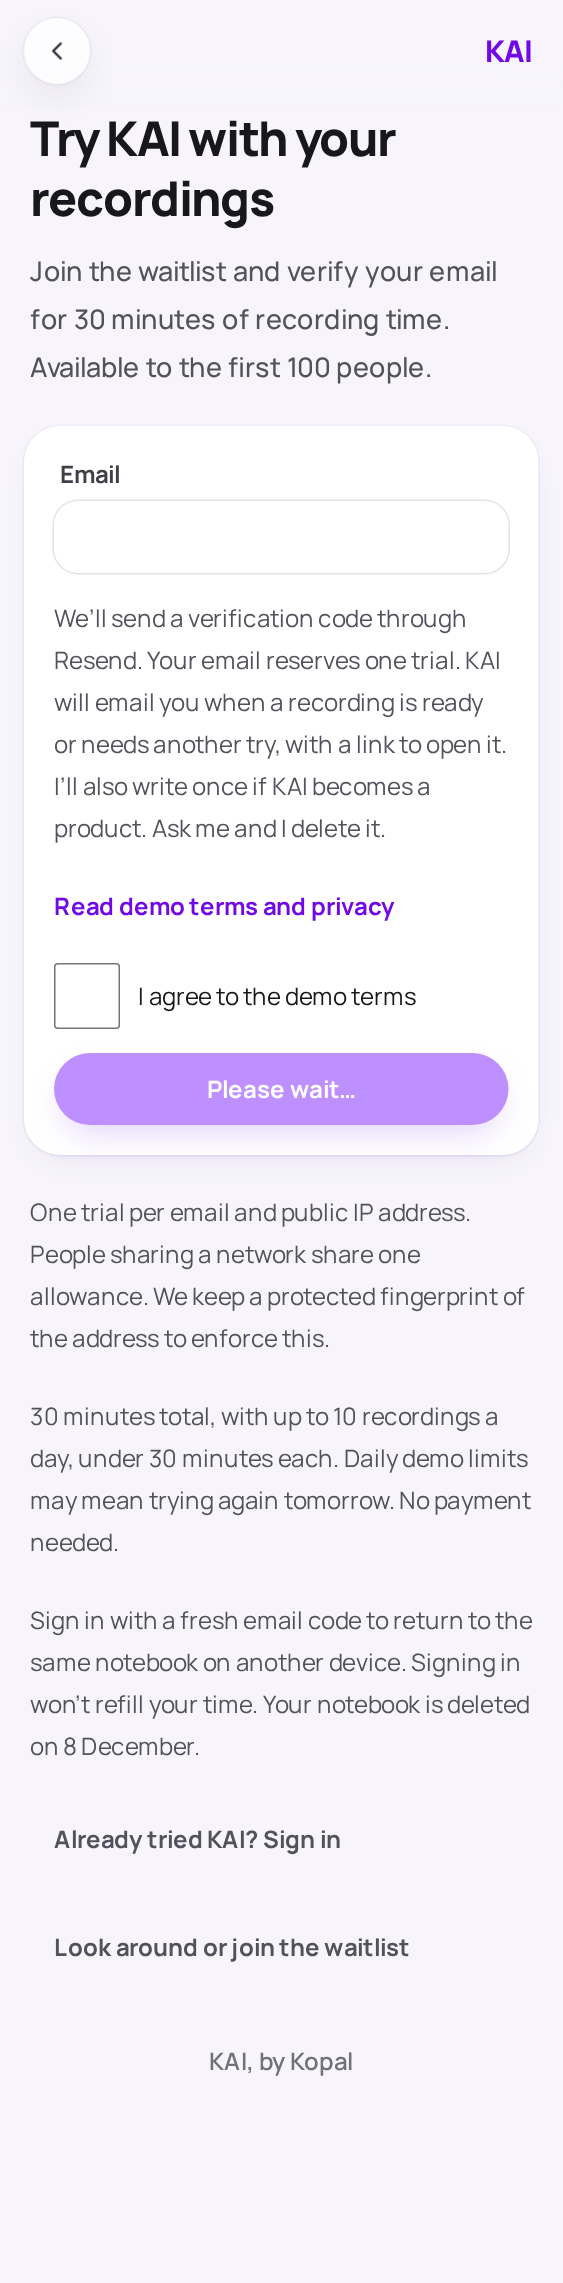 KAI
Try KAI with your
recordings
Join the waitlist and verify your email
for 30 minutes of recording time.
Available to the first 100 people.
Email
We’ll send a verification code through
Resend. Your email reserves one trial. KAI
will email you when a recording is ready
or needs another try, with a link to open it.
I’ll also write once if KAI becomes a
product. Ask me and I delete it.
Read demo terms and privacy
I agree to the demo terms
Please wait…
One trial per email and public IP address.
People sharing a network share one
allowance. We keep a protected fingerprint of
the address to enforce this.
30 minutes total, with up to 10 recordings a
day, under 30 minutes each. Daily demo limits
may mean trying again tomorrow. No payment
needed.
Sign in with a fresh email code to return to the
same notebook on another device. Signing in
won’t refill your time. Your notebook is deleted
on 8 December.
Already tried KAI? Sign in
Look around or join the waitlist
KAI, by Kopal